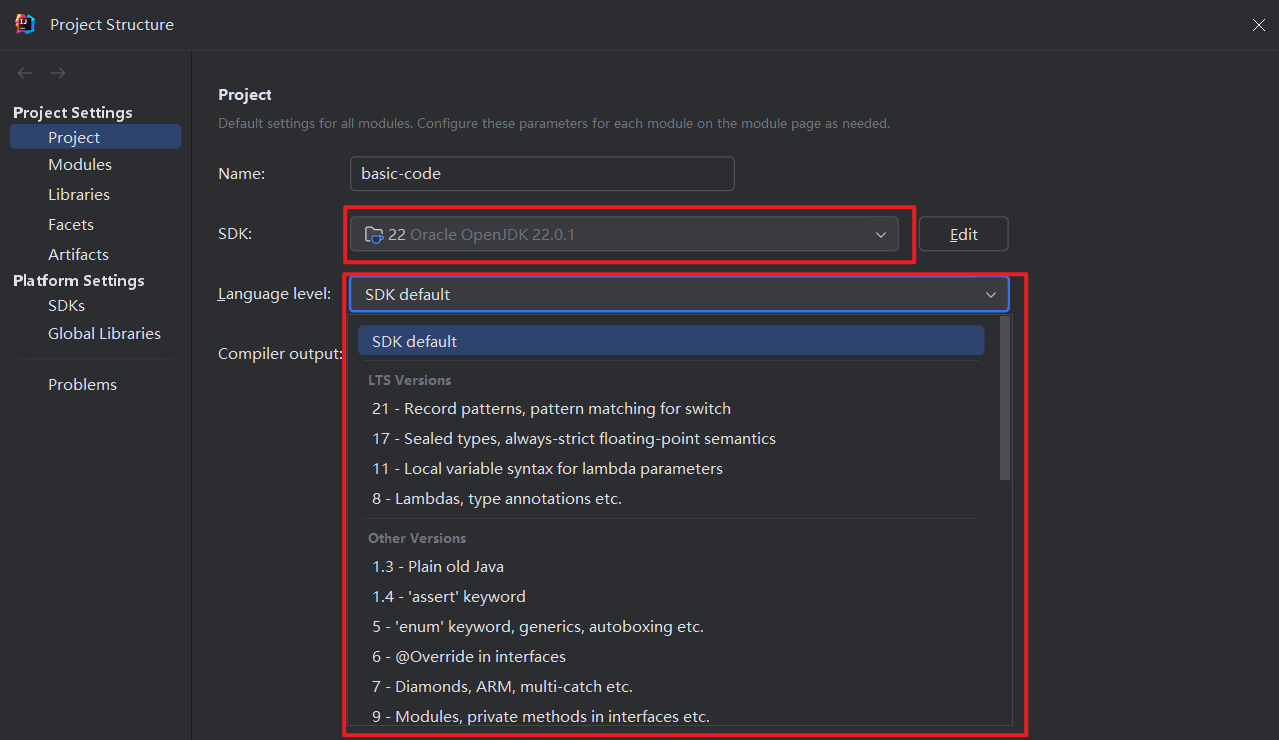 Project Structure
Project Settings
Project
Modules
Libraries
Facets
Artifacts
Platform Settings
SDKs
Global Libraries
Problems
Project
Default settings for all modules. Configure these parameters for each module on the module page as needed.
Name: basic-code
SDK: 22 Oracle OpenJDK 22.0.1 Edit
Language level: SDK default
Compiler output:
SDK default
LTS Versions
21 - Record patterns, pattern matching for switch
17 - Sealed types, always-strict floating-point semantics
11 - Local variable syntax for lambda parameters
8 - Lambdas, type annotations etc.
Other Versions
1.3 - Plain old Java
1.4 - 'assert' keyword
5 - 'enum' keyword, generics, autoboxing etc.
6 - @Override in interfaces
7 - Diamonds, ARM, multi-catch etc.
9 - Modules, private methods in interfaces etc.